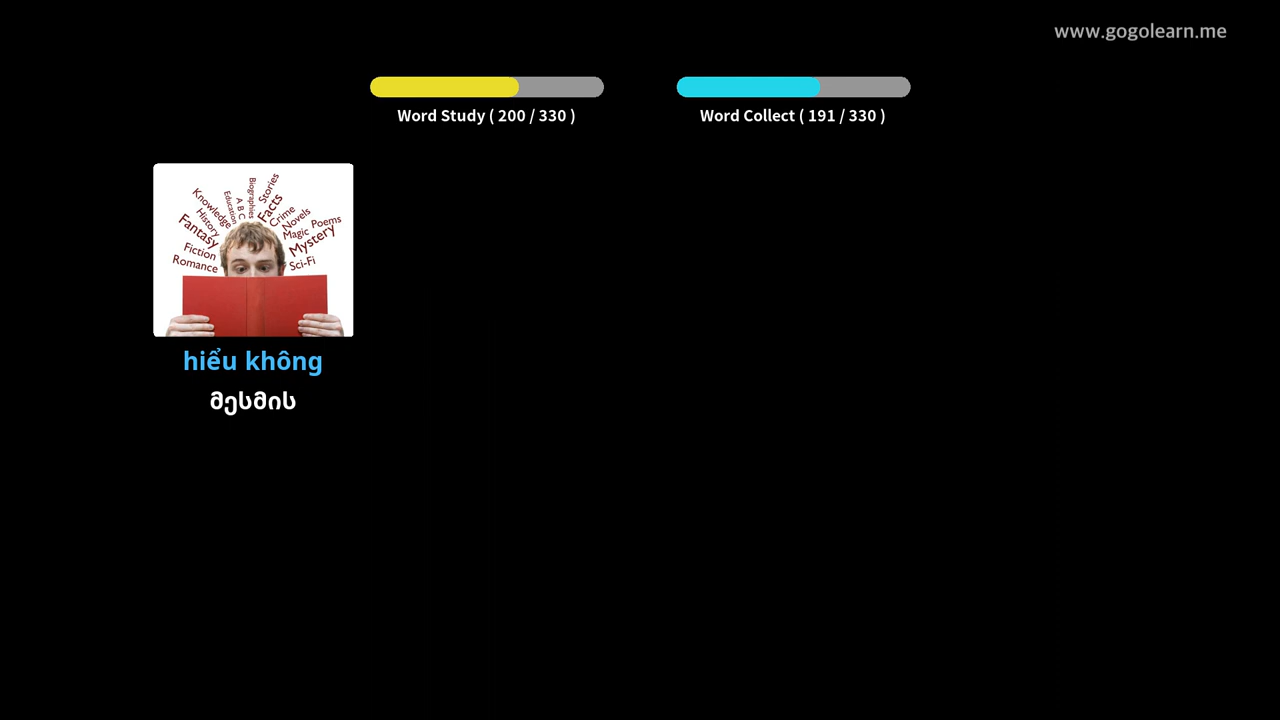 www.gogolearn.me
Word Study ( 200 / 330 )
Word Collect ( 191 / 330 )
Knowledge
History
Fantasy
Fiction
Romance
Education
A B C
Biographies
Stories
Facts
Crime
Novels
Magic
Poems
Mystery
Sci-Fi
hiểu không
მესმის